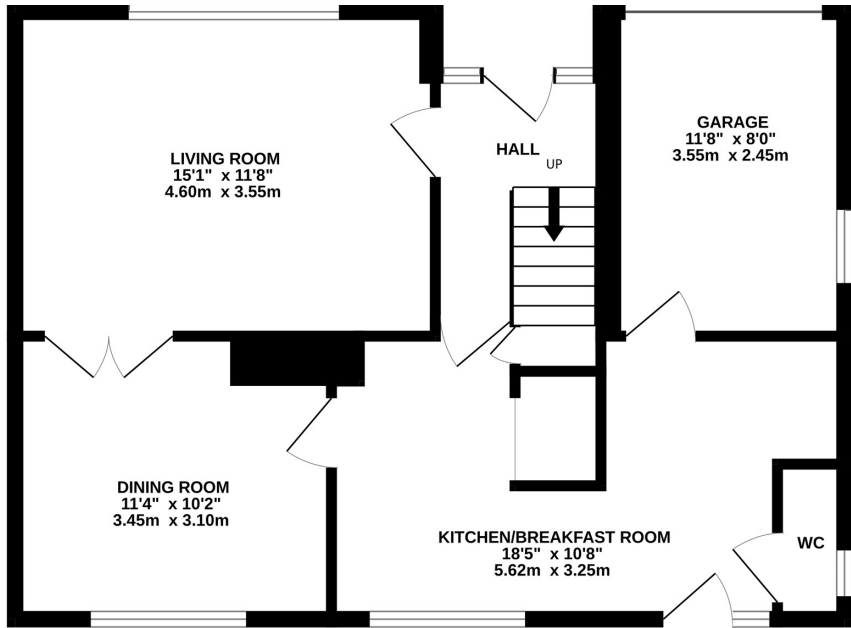 LIVING ROOM
15'1" x 11'8"
4.60m x 3.55m
HALL
UP
GARAGE
11'8" x 8'0"
3.55m x 2.45m
DINING ROOM
11'4" x 10'2"
3.45m x 3.10m
KITCHEN/BREAKFAST ROOM
18'5" x 10'8"
5.62m x 3.25m
WC